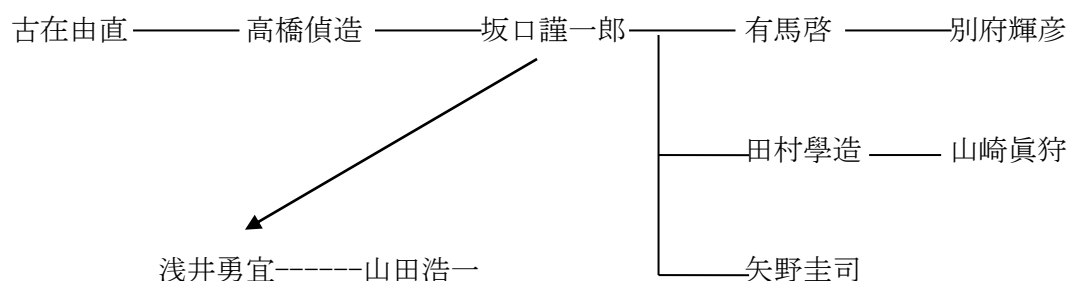 古在由直 高橋偵造 坂口謹一郎 有馬啓 別府輝彦
田村學造 山崎眞狩
浅井勇宜------山田浩一 矢野圭司